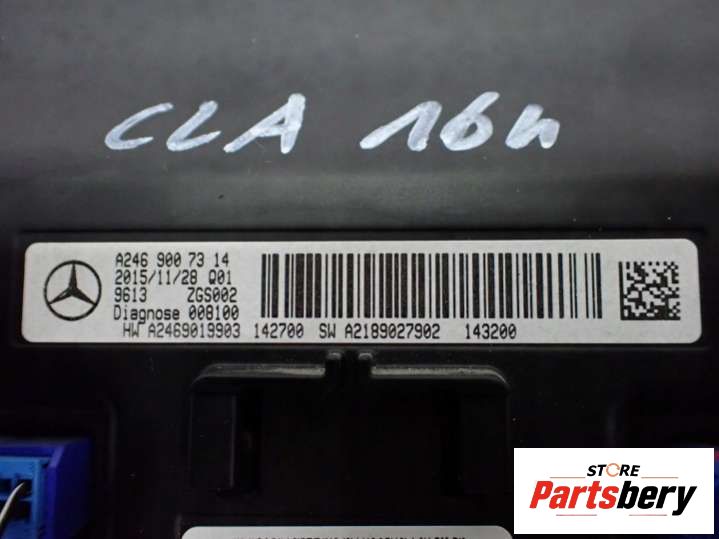 CLA 16r
A246 900 73 14
2015/11/28 Q01
9613 ZGS002
Diagnose 008100
HW A2469019903 142700 SW A2189027902 143200
STORE
Partsbery